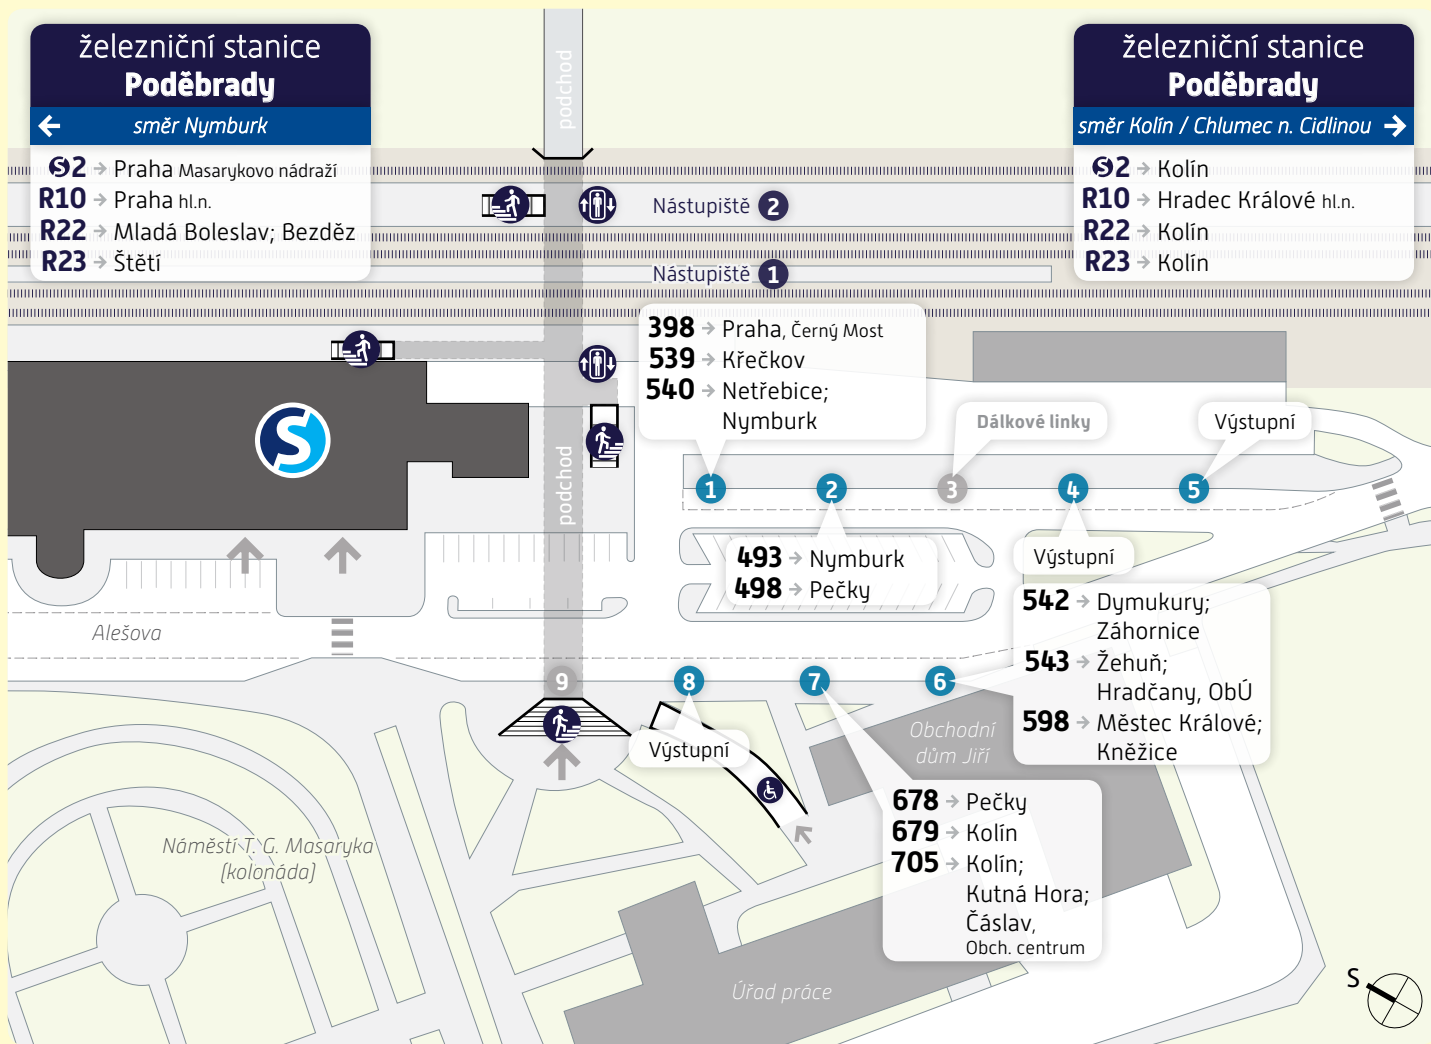 železniční stanice
Poděbrady
← směr Nymburk
S2 → Praha Masarykovo nádraží
R10 → Praha hl.n.
R22 → Mladá Boleslav; Bezděz
R23 → Štětí
železniční stanice
Poděbrady
směr Kolín / Chlumec n. Cidlinou →
S2 → Kolín
R10 → Hradec Králové hl.n.
R22 → Kolín
R23 → Kolín
podchod
Nástupiště 2
Nástupiště 1
398 → Praha, Černý Most
539 → Křečkov
540 → Netřebice;
Nymburk
Dálkové linky
Výstupní
S
podchod
1
2
3
4
5
493 → Nymburk
498 → Pečky
Výstupní
542 → Dymukury;
Záhornice
543 → Žehuň;
Hradčany, ObÚ
598 → Městec Králové;
Kněžice
Alešova
9
8
7
6
Výstupní
Obchodní
dům Jiří
678 → Pečky
679 → Kolín
705 → Kolín;
Kutná Hora;
Čáslav,
Obch. centrum
Náměstí T. G. Masaryka
(kolonáda)
Úřad práce
S